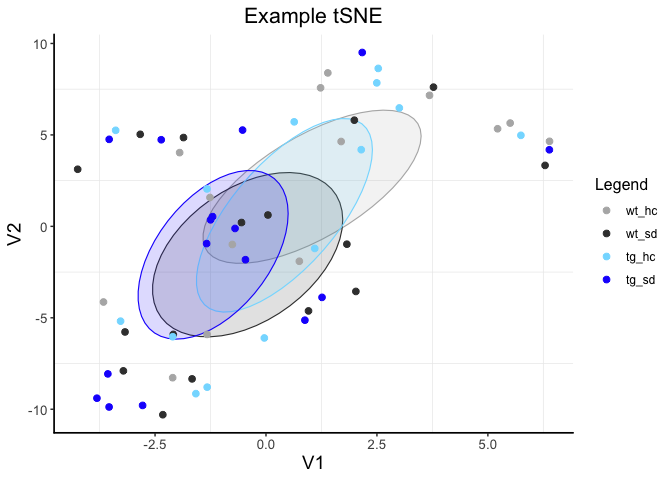 Example tSNE
10
5
0
-5
-10
V2
-2.5
0.0
2.5
5.0
V1
Legend
wt_hc
wt_sd
tg_hc
tg_sd